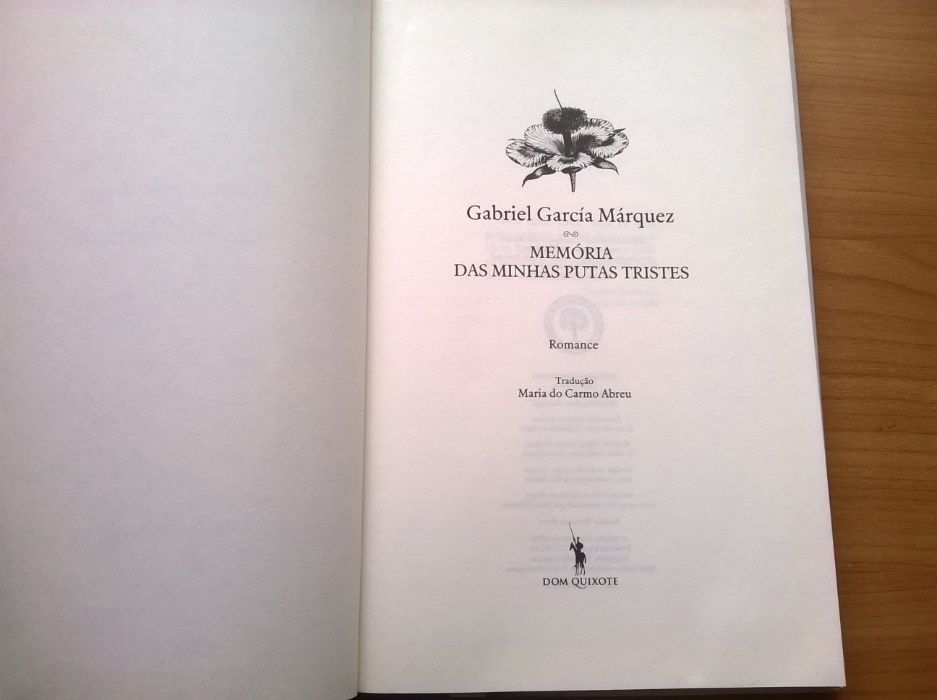 Gabriel García Márquez
MEMÓRIA
DAS MINHAS PUTAS TRISTES
Romance
Tradução
Maria do Carmo Abreu
DOM QUIXOTE